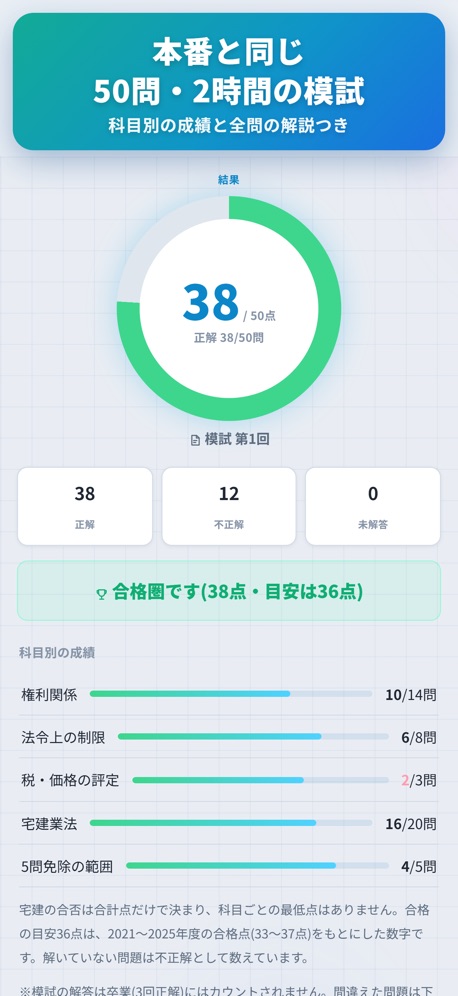 本番と同じ
50問・2時間の模試
科目別の成績と全問の解説つき
結果
38 / 50点
正解 38/50問
模試 第1回
38 12 0
正解 不正解 未解答
合格圏です(38点・目安は36点)
科目別の成績
権利関係 10/14問
法令上の制限 6/8問
税・価格の評定 2/3問
宅建業法 16/20問
5問免除の範囲 4/5問
宅建の合否は合計点だけで決まり、科目ごとの最低点はありません。合格
の目安36点は、2021〜2025年度の合格点(33〜37点)をもとにした数字で
す。解いていない問題は不正解として数えています。
※模試の解答は卒業(3回正解)にはカウントされません。間違えた問題は下